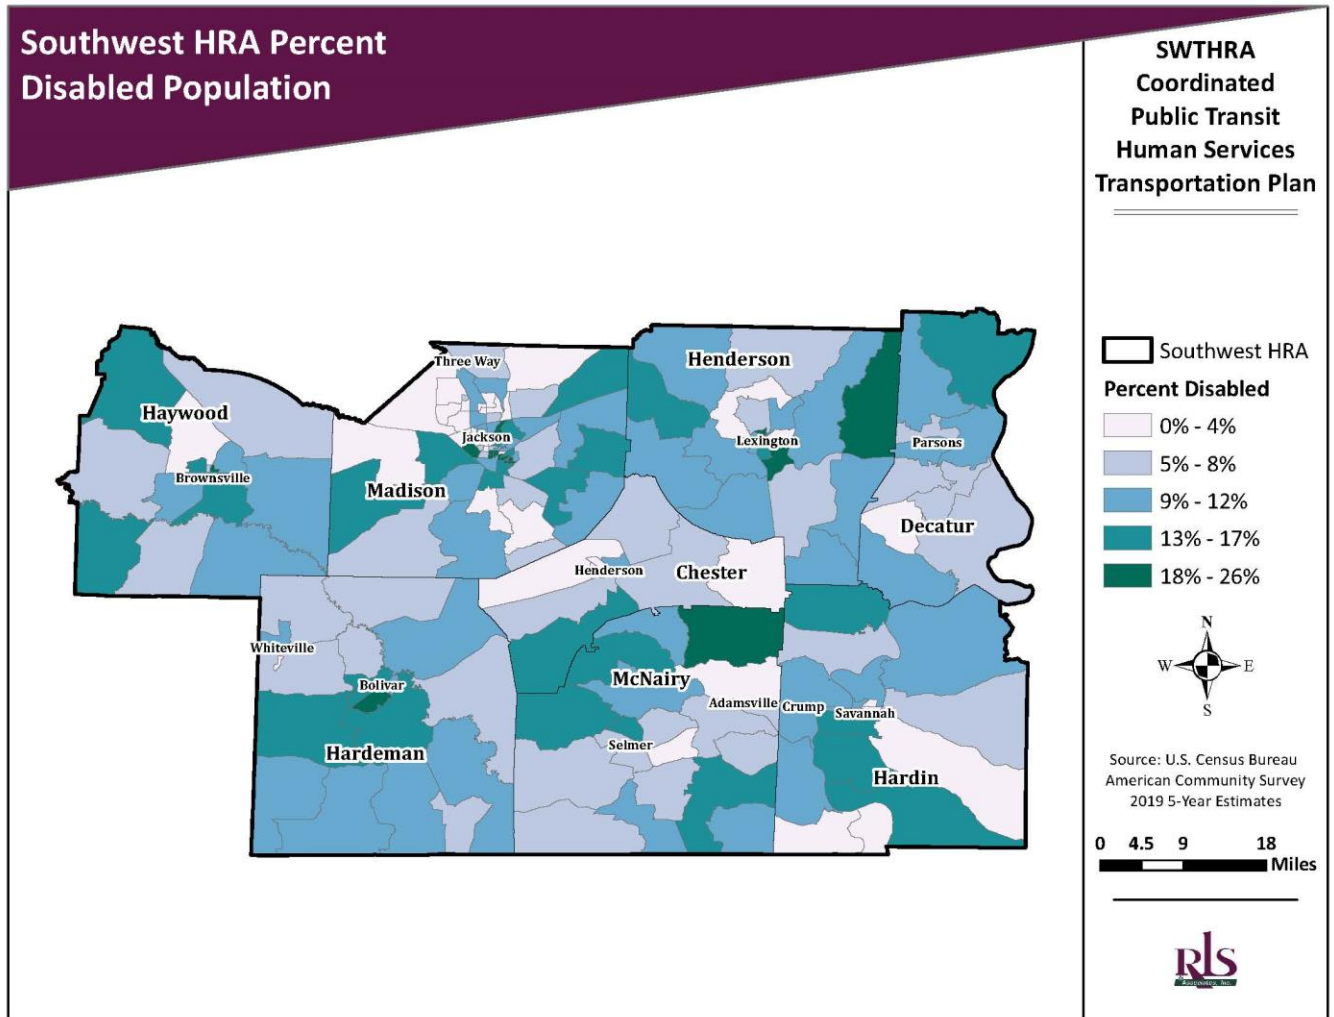 Southwest HRA Percent
Disabled Population
SWTHRA
Coordinated
Public Transit
Human Services
Transportation Plan
Three Way
Henderson
Haywood
Jackson
Lexington
Parsons
Brownsville
Madison
Decatur
Henderson
Chester
Whiteville
Bolivar
McNairy
Adamsville
Crump
Savannah
Selmer
Hardeman
Hardin
Southwest HRA
Percent Disabled
0% - 4%
5% - 8%
9% - 12%
13% - 17%
18% - 26%
N
W
E
S
Source: U.S. Census Bureau
American Community Survey
2019 5-Year Estimates
0 4.5 9 18
Miles
RLS
& Associates, Inc.